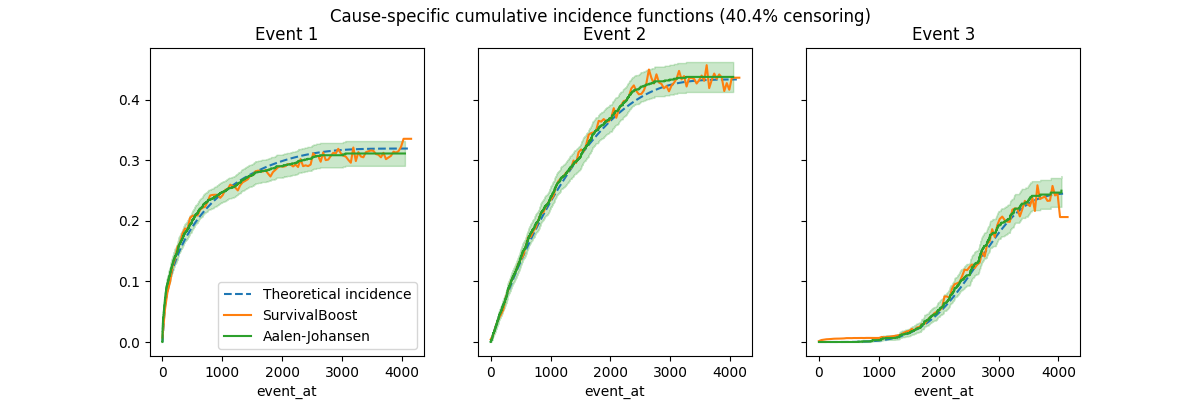 Cause-specific cumulative incidence functions (40.4% censoring)
Event 1
Event 2
Event 3
0.4
0.3
0.2
0.1
0.0
Theoretical incidence
SurvivalBoost
Aalen-Johansen
0 1000 2000 3000 4000
0 1000 2000 3000 4000
0 1000 2000 3000 4000
event_at
event_at
event_at